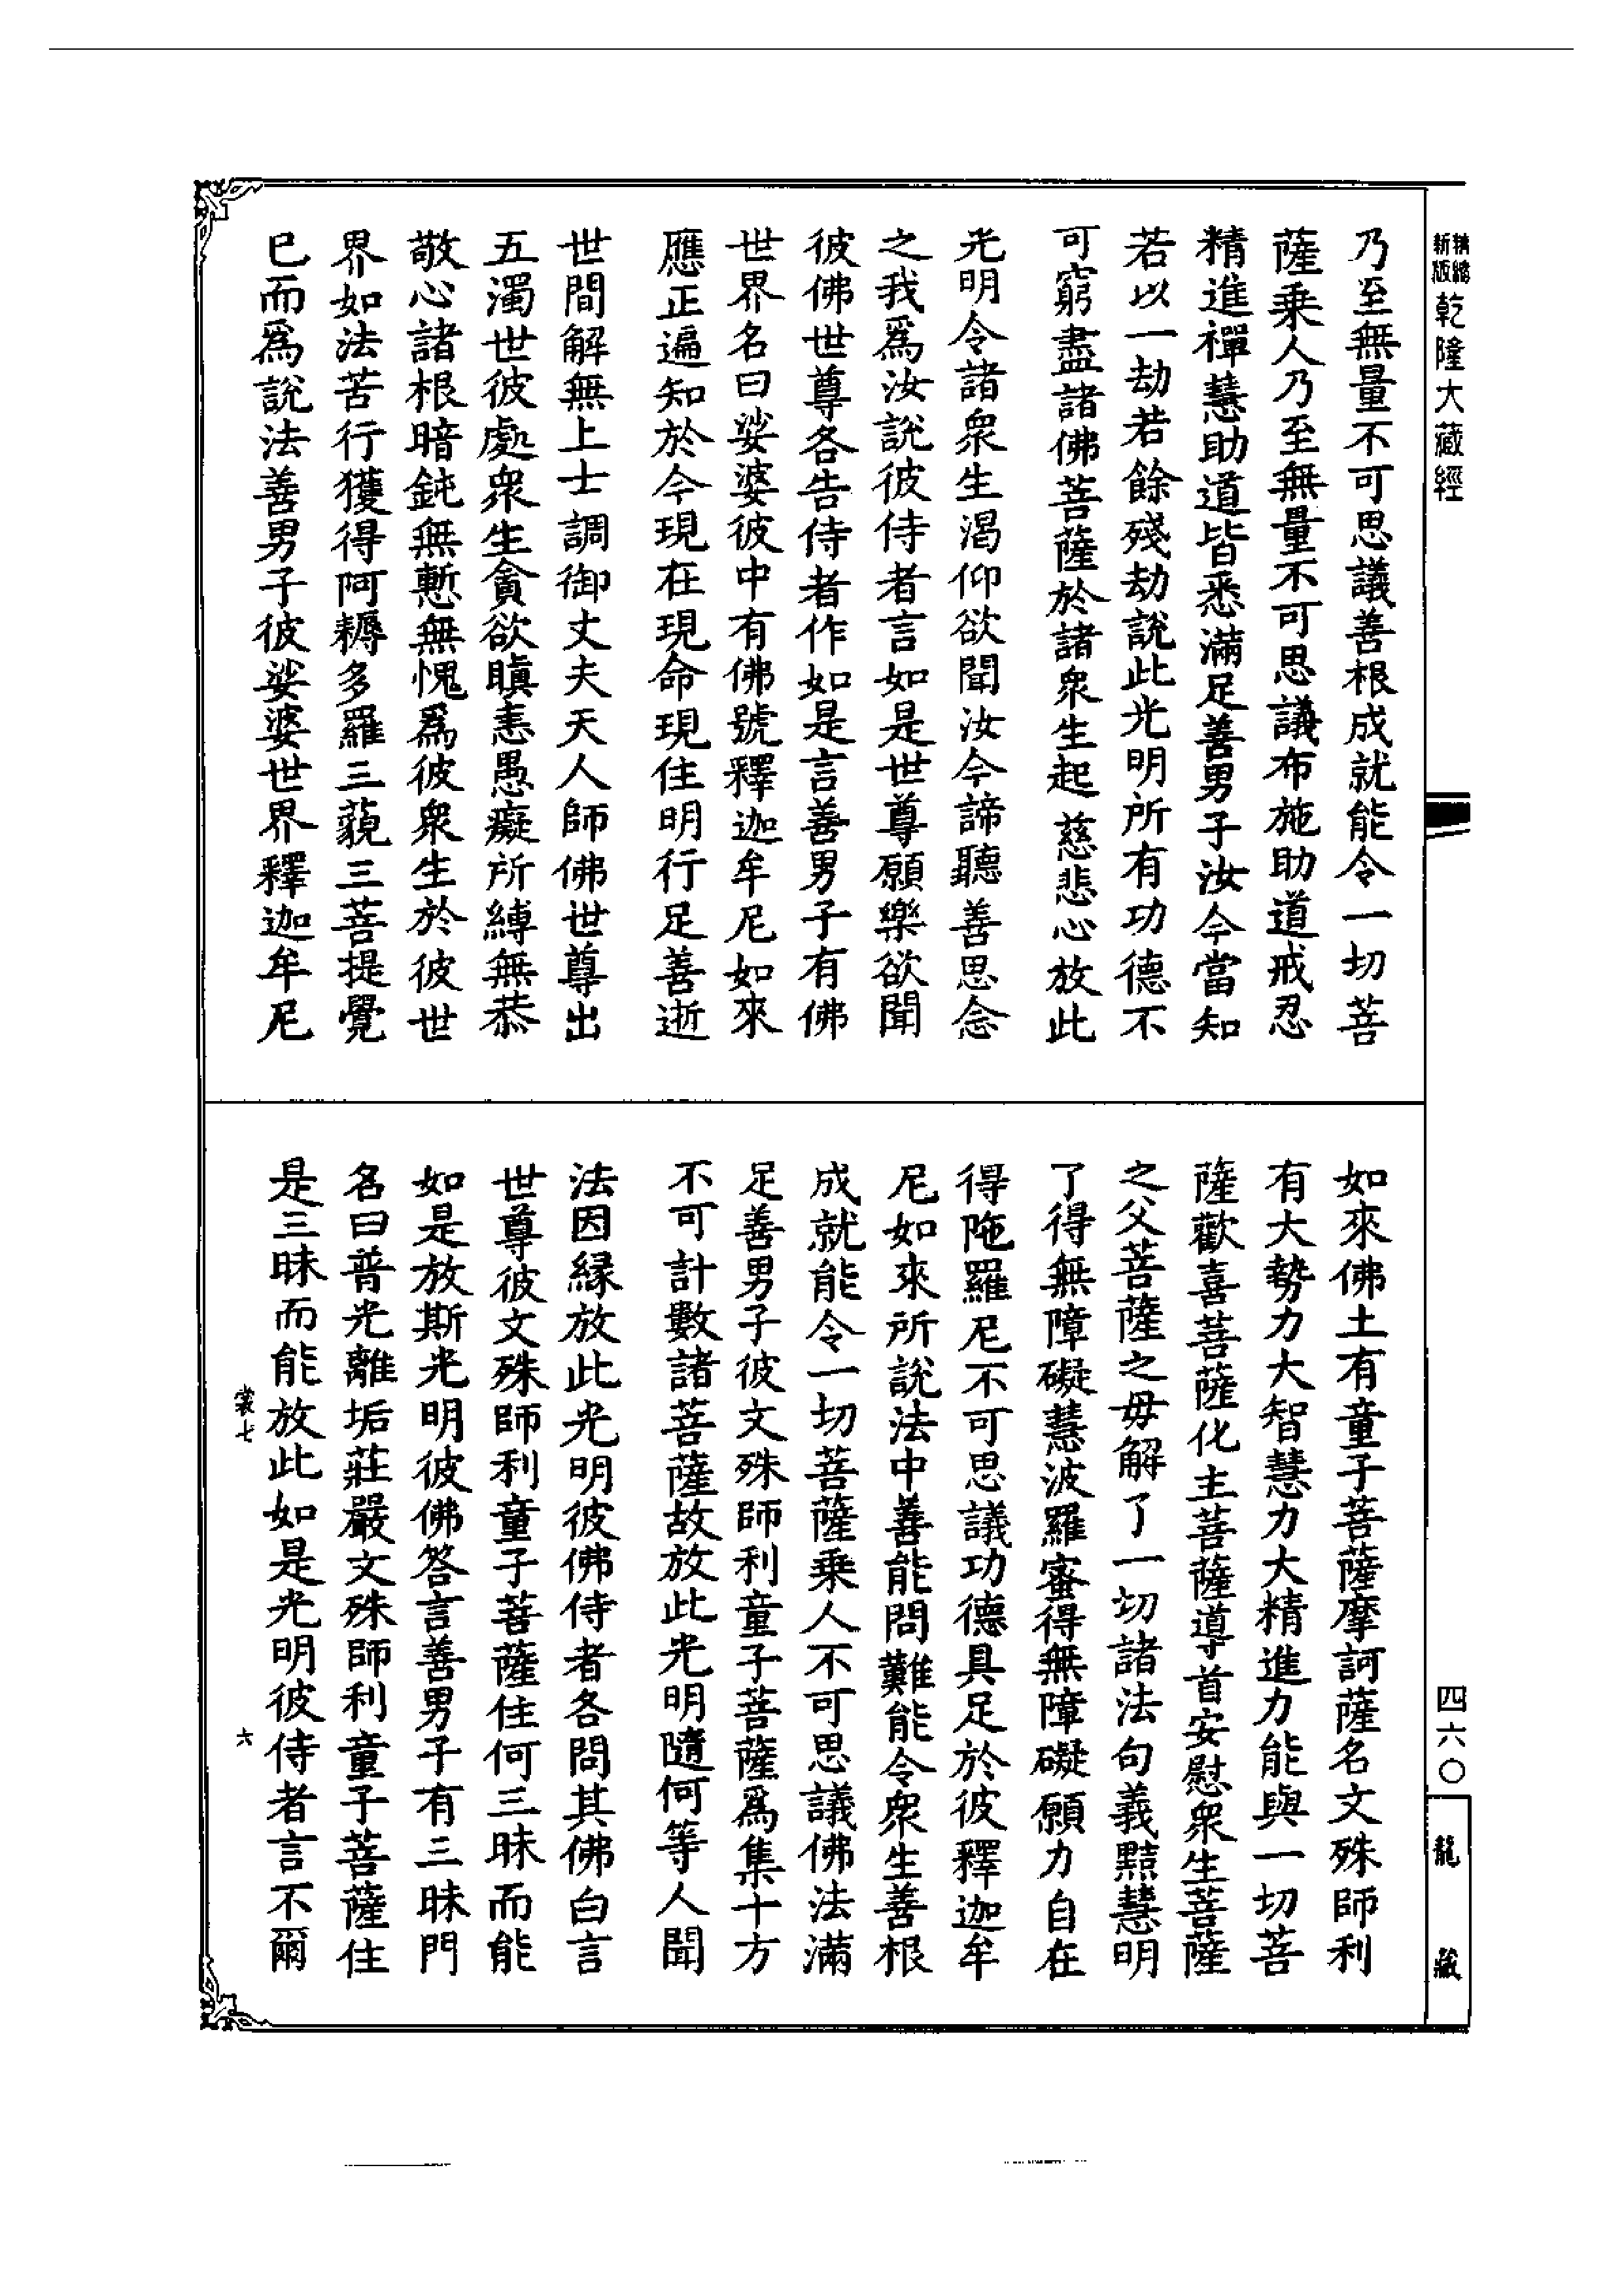 精縮新版乾隆大藏經
乃至無量不可思議善根成就能令一切菩
薩乗人乃至無量不可思議布施助道戒忍
精進禪慧助道皆悉滿足善男子汝今當知
若以一劫若餘殘劫說此光明所有功德不
可窮盡諸佛菩薩於諸衆生起慈悲心放此
光明令諸衆生渴仰欲聞汝今諦聽善思念
之我爲汝說彼侍者言如是世尊願樂欲聞
彼佛世尊各告侍者作如是言善男子有佛
世界名曰娑婆彼中有佛號釋迦牟尼如來
應正遍知於今現在現命現住明行足善逝
世間解無上士調御丈夫天人師佛世尊出
五濁世彼處衆生貪欲瞋恚愚癡所縛無恭
敬心諸根暗鈍無慙無愧爲彼衆生於彼世
界如法苦行獲得阿耨多羅三藐三菩提覺
已而爲說法善男子彼娑婆世界釋迦牟尼
如來佛土有童子菩薩摩訶薩名文殊師利
有大勢力大智慧力大精進力能與一切菩
薩歡喜菩薩化主菩薩導首安慰衆生菩薩
之父菩薩之毋解了一切諸法句義黠慧明
了得無障礙慧波羅蜜得無障礙願力自在
得陁羅尼不可思議功德具足於彼釋迦牟
尼如來所說法中善能問難能令衆生善根
成就能令一切菩薩乗人不可思議佛法滿
足善男子彼文殊師利童子菩薩爲集十方
不可計數諸菩薩故放此光明隨何等人聞
法因緣放此光明彼佛侍者各問其佛白言
世尊彼文殊師利童子菩薩住何三昧而能
如是放斯光明彼佛答言善男子有三昧門
名曰普光離垢莊嚴文殊師利童子菩薩住
是三昧而能放此如是光明彼侍者言不爾
裳七
六
四六〇
龍藏